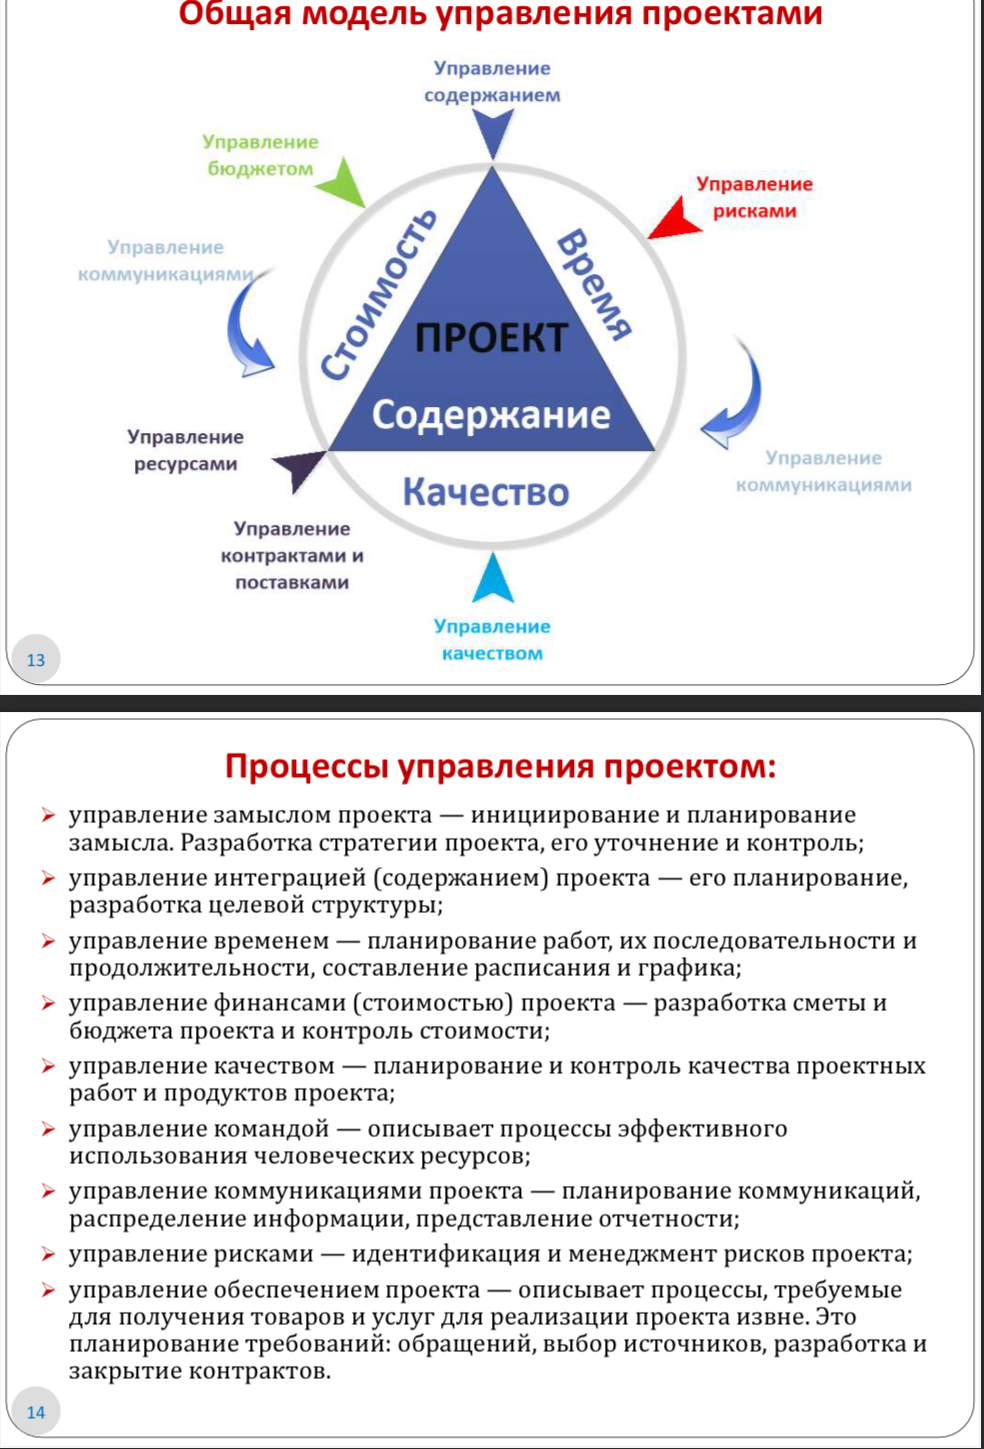 Общая модель управления проектами
Управление
содержанием
Управление
бюджетом
Управление
рисками
Управление
коммуникациями
Стоимость
Время
ПРОЕКТ
Содержание
Качество
Управление
ресурсами
Управление
коммуникациями
Управление
контрактами и
поставками
Управление
качеством
13
Процессы управления проектом:
➢ управление замыслом проекта — инициирование и планирование
замысла. Разработка стратегии проекта, его уточнение и контроль;
➢ управление интеграцией (содержанием) проекта — его планирование,
разработка целевой структуры;
➢ управление временем — планирование работ, их последовательности и
продолжительности, составление расписания и графика;
➢ управление финансами (стоимостью) проекта — разработка сметы и
бюджета проекта и контроль стоимости;
➢ управление качеством — планирование и контроль качества проектных
работ и продуктов проекта;
➢ управление командой — описывает процессы эффективного
использования человеческих ресурсов;
➢ управление коммуникациями проекта — планирование коммуникаций,
распределение информации, представление отчетности;
➢ управление рисками — идентификация и менеджмент рисков проекта;
➢ управление обеспечением проекта — описывает процессы, требуемые
для получения товаров и услуг для реализации проекта извне. Это
планирование требований: обращений, выбор источников, разработка и
закрытие контрактов.
14